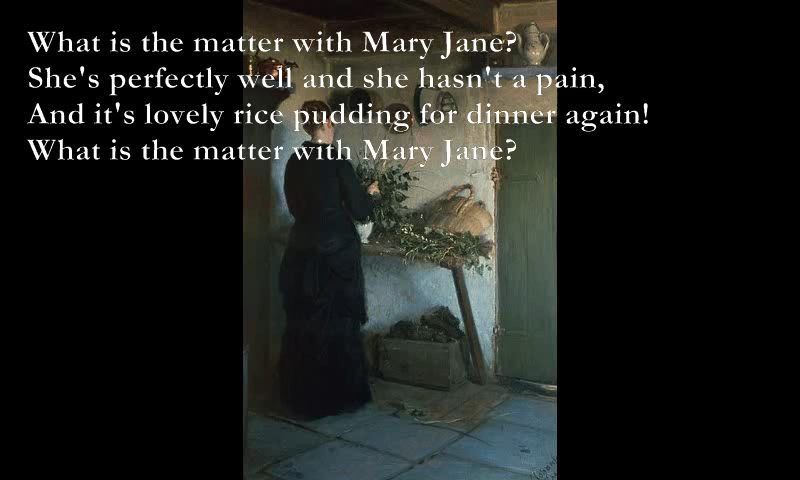 What is the matter with Mary Jane?
She's perfectly well and she hasn't a pain,
And it's lovely rice pudding for dinner again!
What is the matter with Mary Jane?